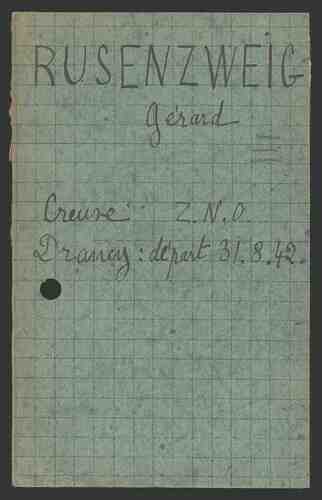 RUSENZWEIG
Gérard
Creuse : Z.N.O.
Drancy : départ 31.8.42.